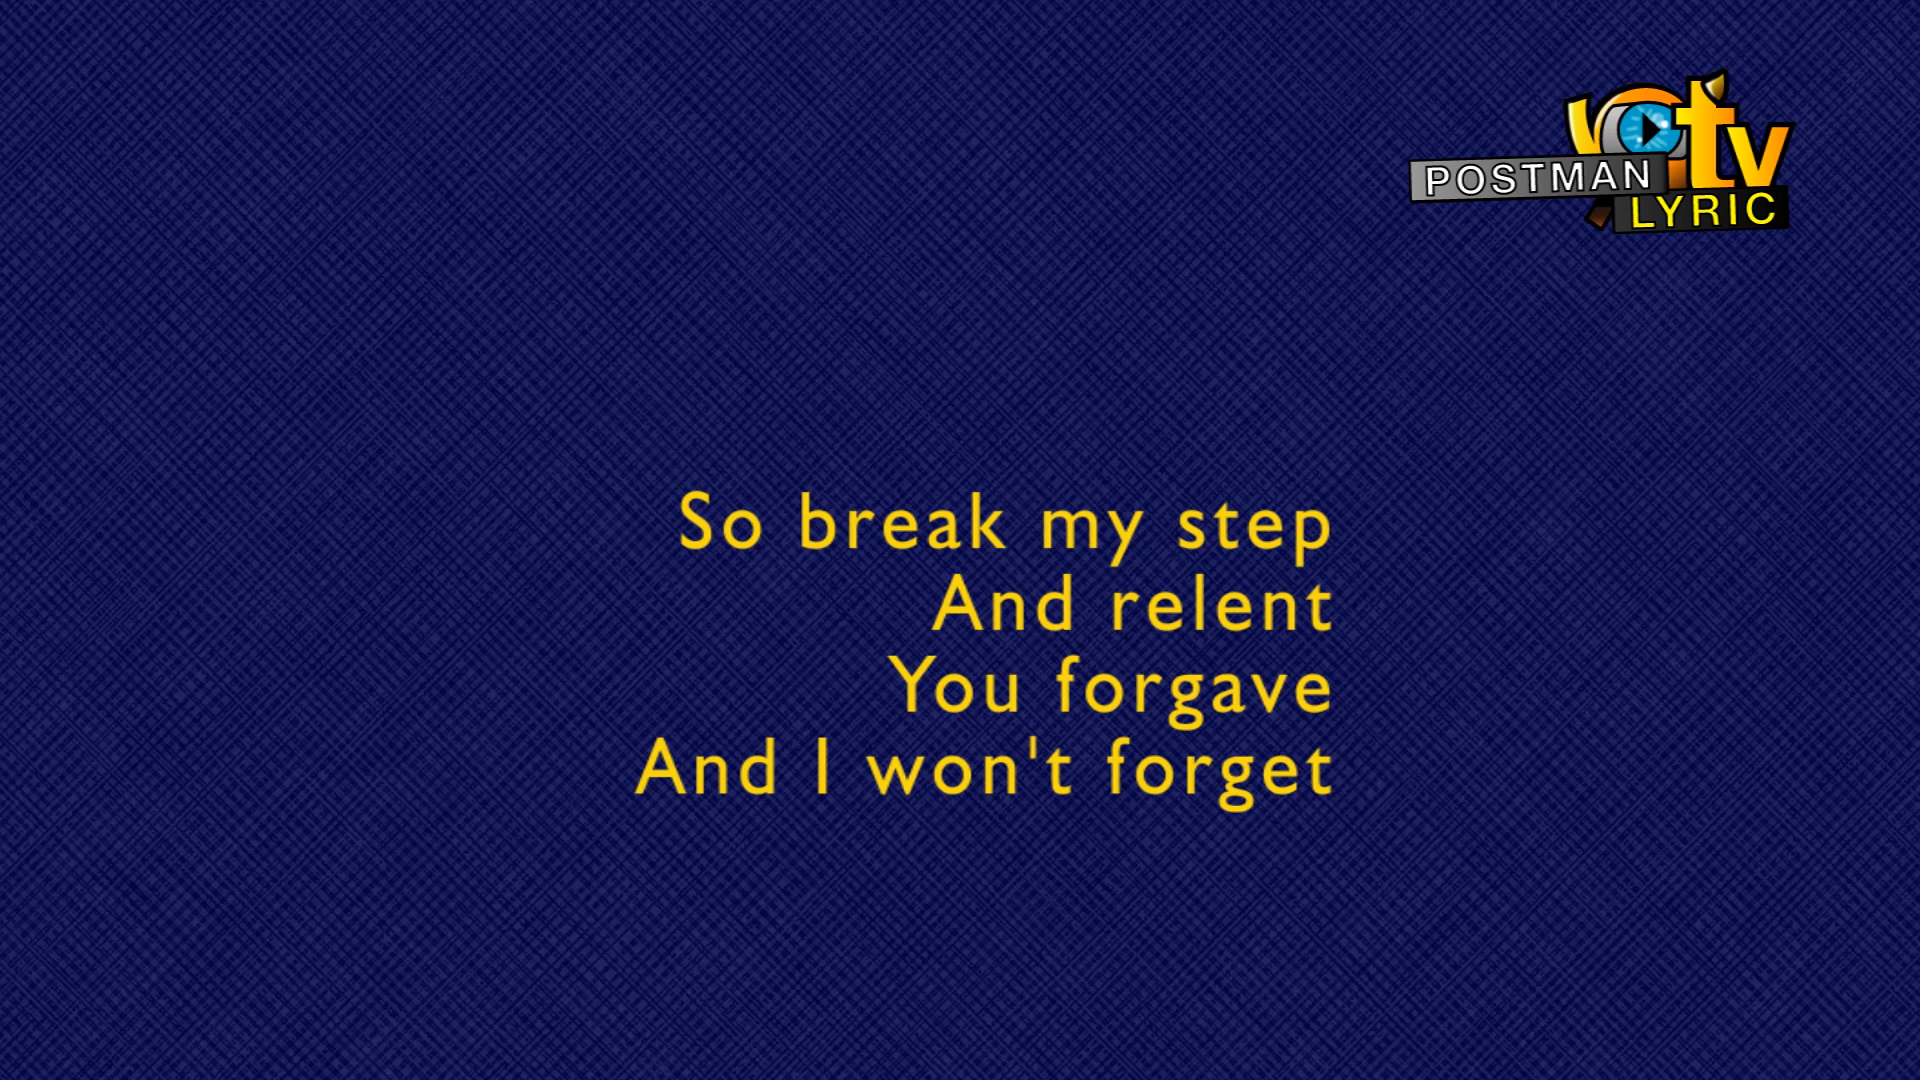 POSTMAN
tv
LYRIC
So break my step
And relent
You forgave
And I won't forget